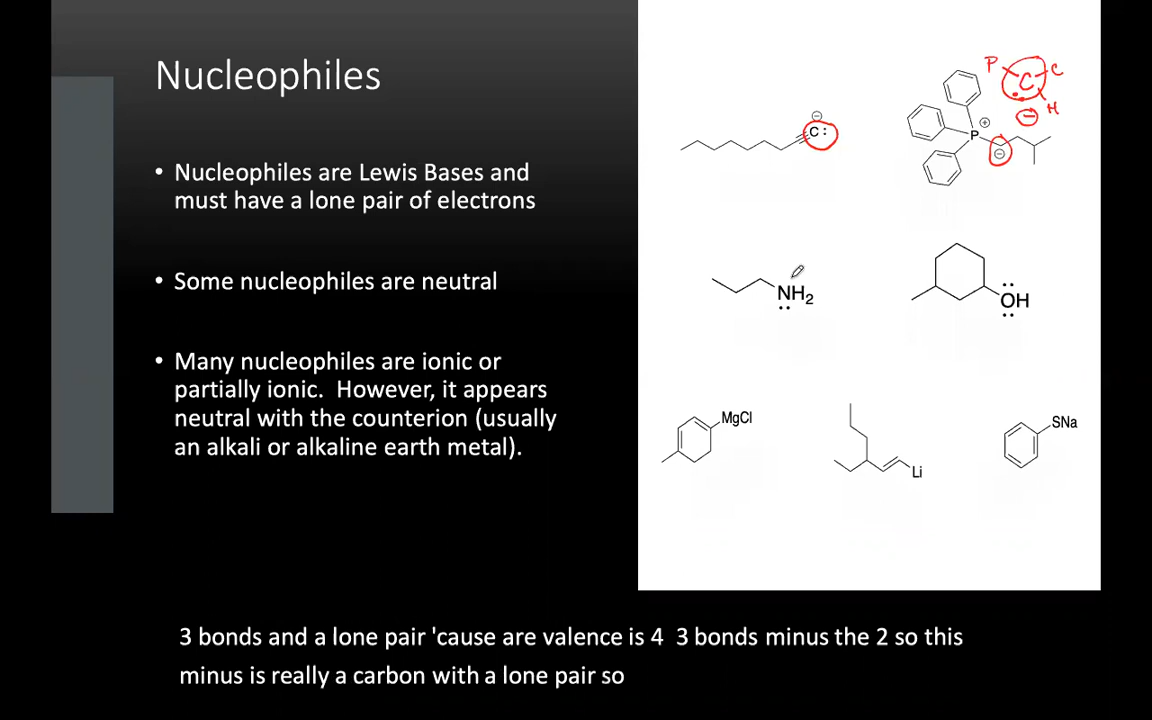 Nucleophiles
• Nucleophiles are Lewis Bases and
must have a lone pair of electrons
• Some nucleophiles are neutral
• Many nucleophiles are ionic or
partially ionic. However, it appears
neutral with the counterion (usually
an alkali or alkaline earth metal).
P C C H
⊖
⊖ C:
P ⊕ ⊖
NH2
OH
MgCl
Li
SNa
3 bonds and a lone pair 'cause are valence is 4 3 bonds minus the 2 so this
minus is really a carbon with a lone pair so